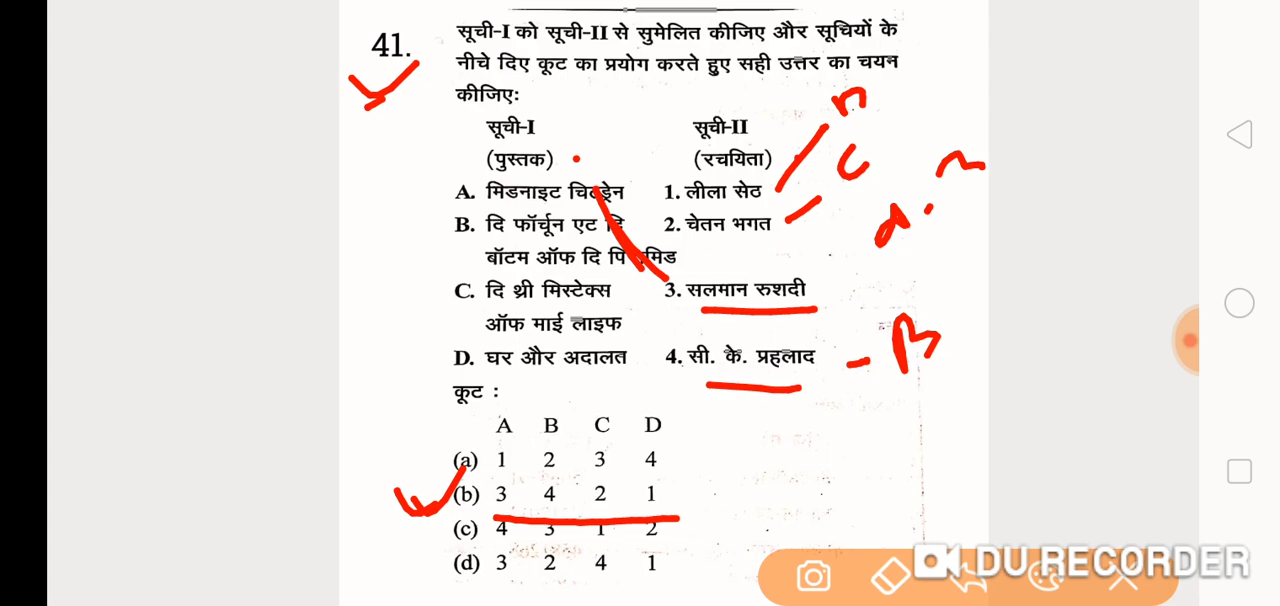 41. सूची-I को सूची-II से सुमेलित कीजिए और सूचियों के
नीचे दिए कूट का प्रयोग करते हुए सही उत्तर का चयन
कीजिए:
सूची-I सूची-II
(पुस्तक) (रचयिता)
A. मिडनाइट चिल्ड्रेन 1. लीला सेठ
B. दि फॉर्चून एट दि 2. चेतन भगत
बॉटम ऑफ दि पिरामिड
C. दि थ्री मिस्टेक्स 3. सलमान रुशदी
ऑफ माई लाइफ
D. घर और अदालत 4. सी. के. प्रहलाद
कूट :
A B C D
(a) 1 2 3 4
(b) 3 4 2 1
(c) 4 3 1 2
(d) 3 2 4 1
C
B
DU RECORDER